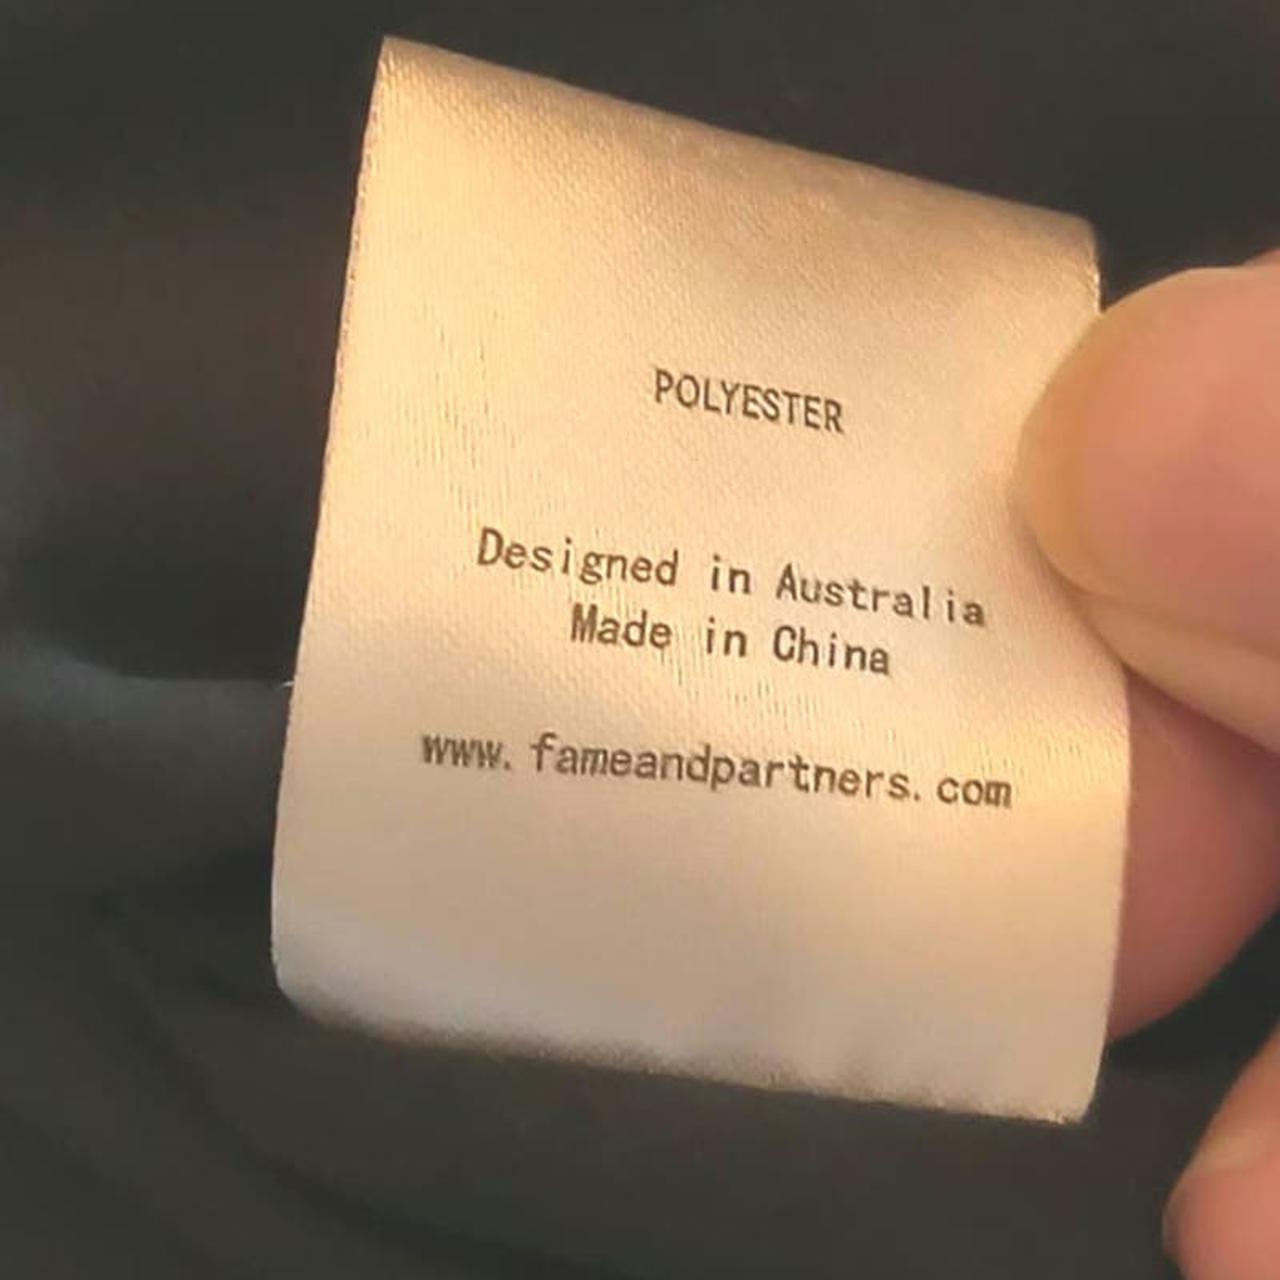 POLYESTER
Designed in Australia
Made in China
www.fameandpartners.com